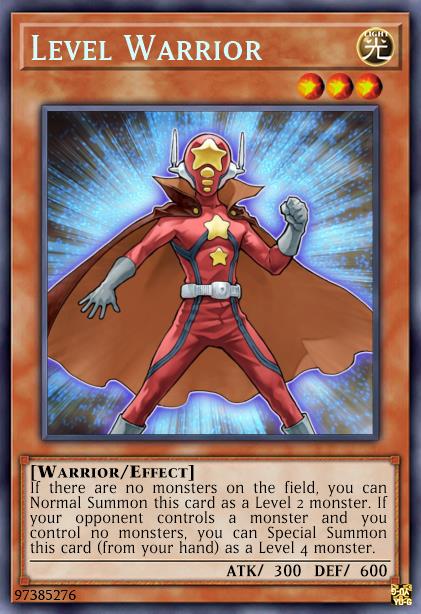 Level Warrior
LIGHT
光
[Warrior/Effect]
If there are no monsters on the field, you can
Normal Summon this card as a Level 2 monster. If
your opponent controls a monster and you
control no monsters, you can Special Summon
this card (from your hand) as a Level 4 monster.
ATK/ 300 DEF/ 600
97385276